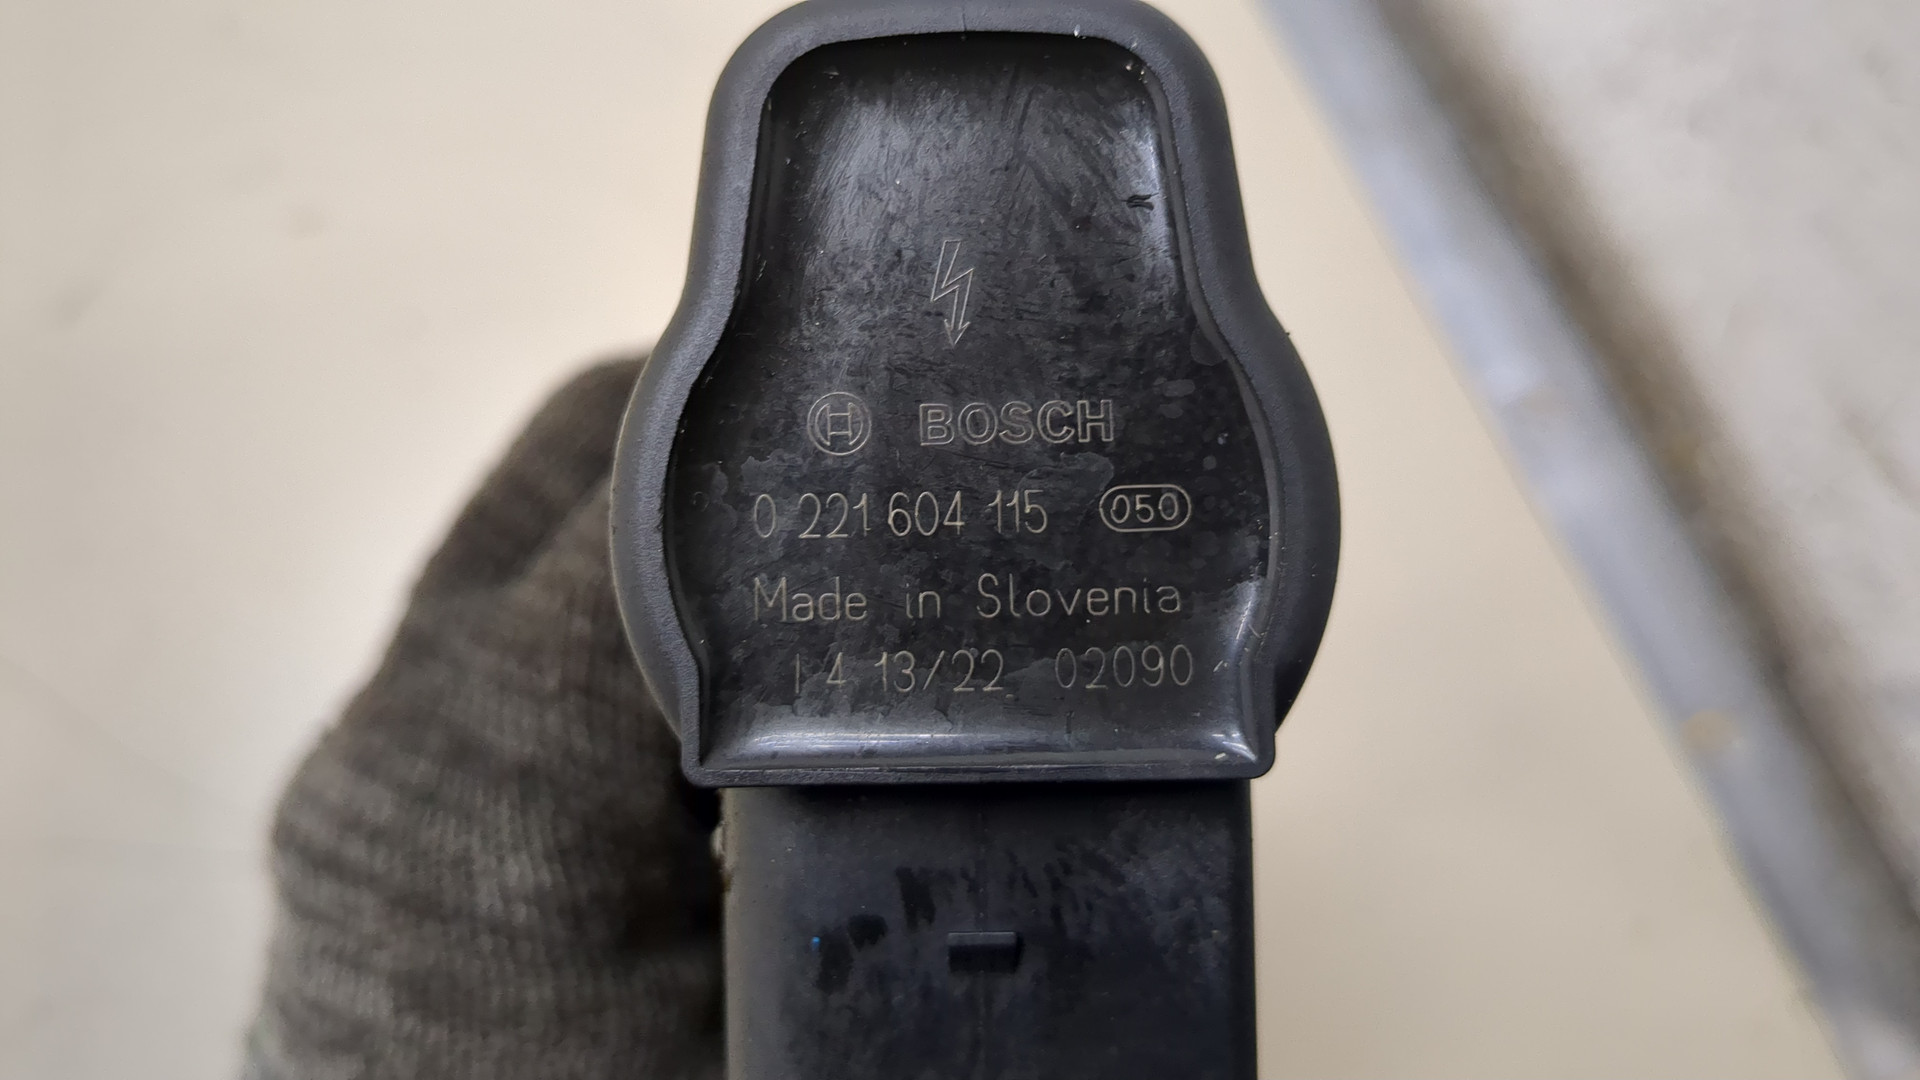 BOSCH
0 221 604 115 050
Made in Slovenia
1 4 13/22 02090